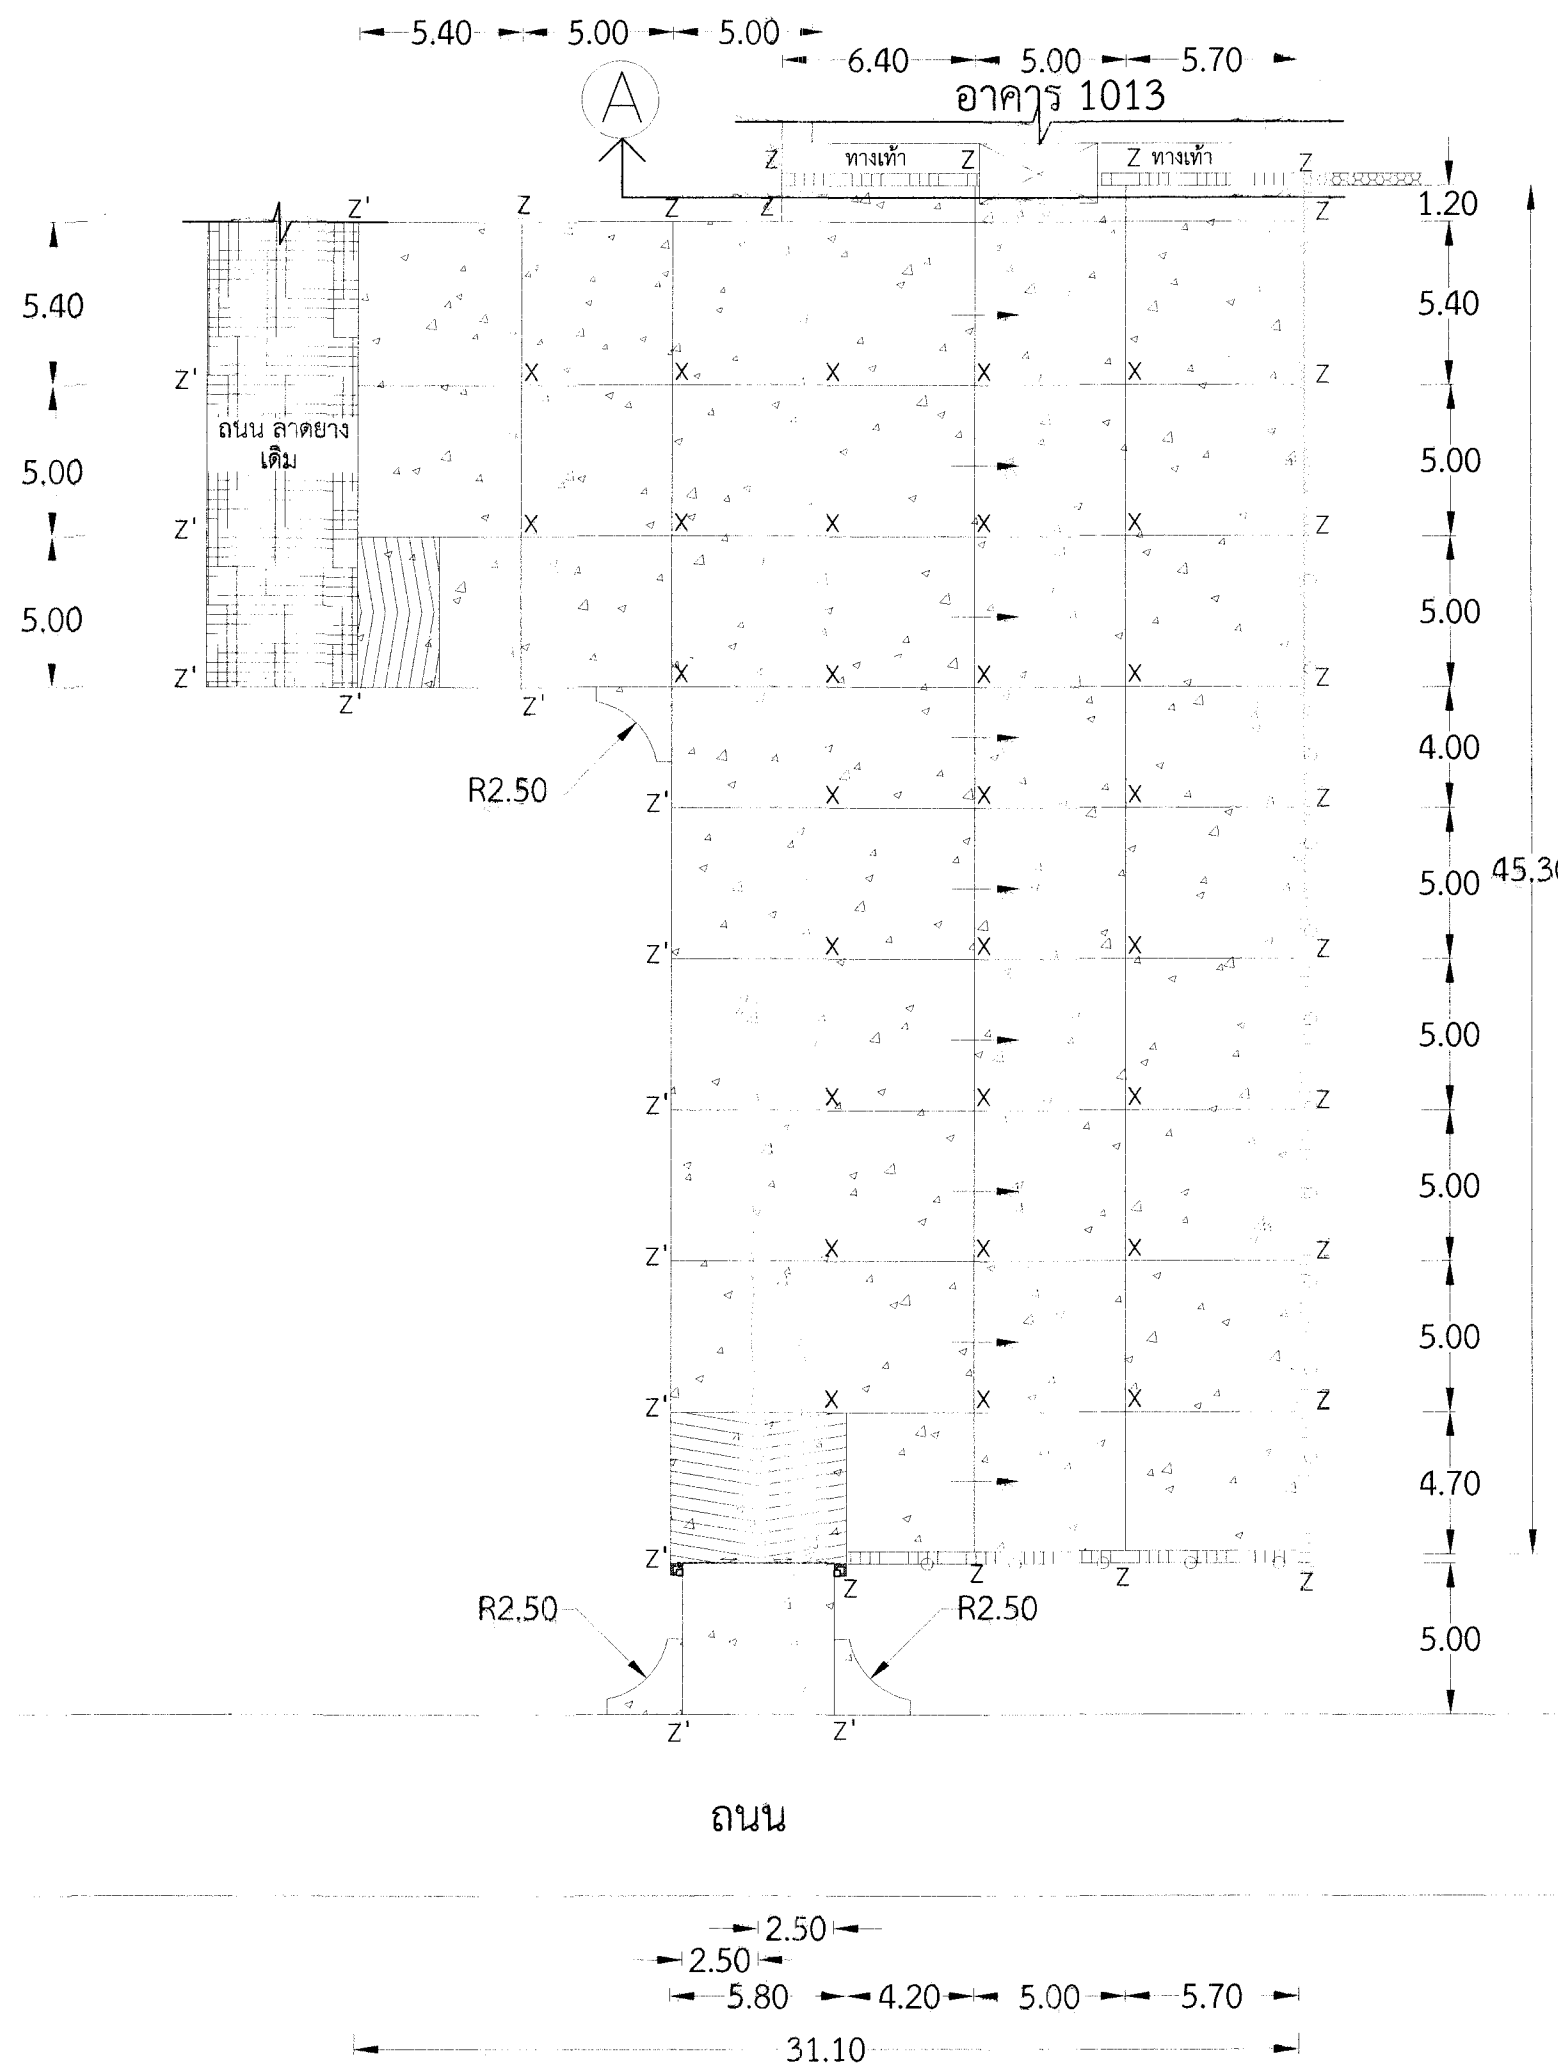 5.40 5.00 5.00
6.40 5.00 5.70
A
อาคาร 1013
Z ทางเท้า Z Z ทางเท้า Z
Z' Z Z Z Z 1.20
5.40 5.40
Z' X X X X X Z
ถนน ลาดยาง
เดิม
5.00 5.00
Z' X X X X X Z
5.00 5.00
Z' X X X X Z
Z' Z'
4.00
R2.50
Z' X X X Z
5.00 45.30
Z' X X X Z
5.00
Z' X X X Z
5.00
Z' X X X Z
5.00
Z' X X X Z
4.70
Z'
Z Z Z Z
R2.50 R2.50
5.00
Z' Z'
ถนน
2.50
2.50
5.80 4.20 5.00 5.70
31.10